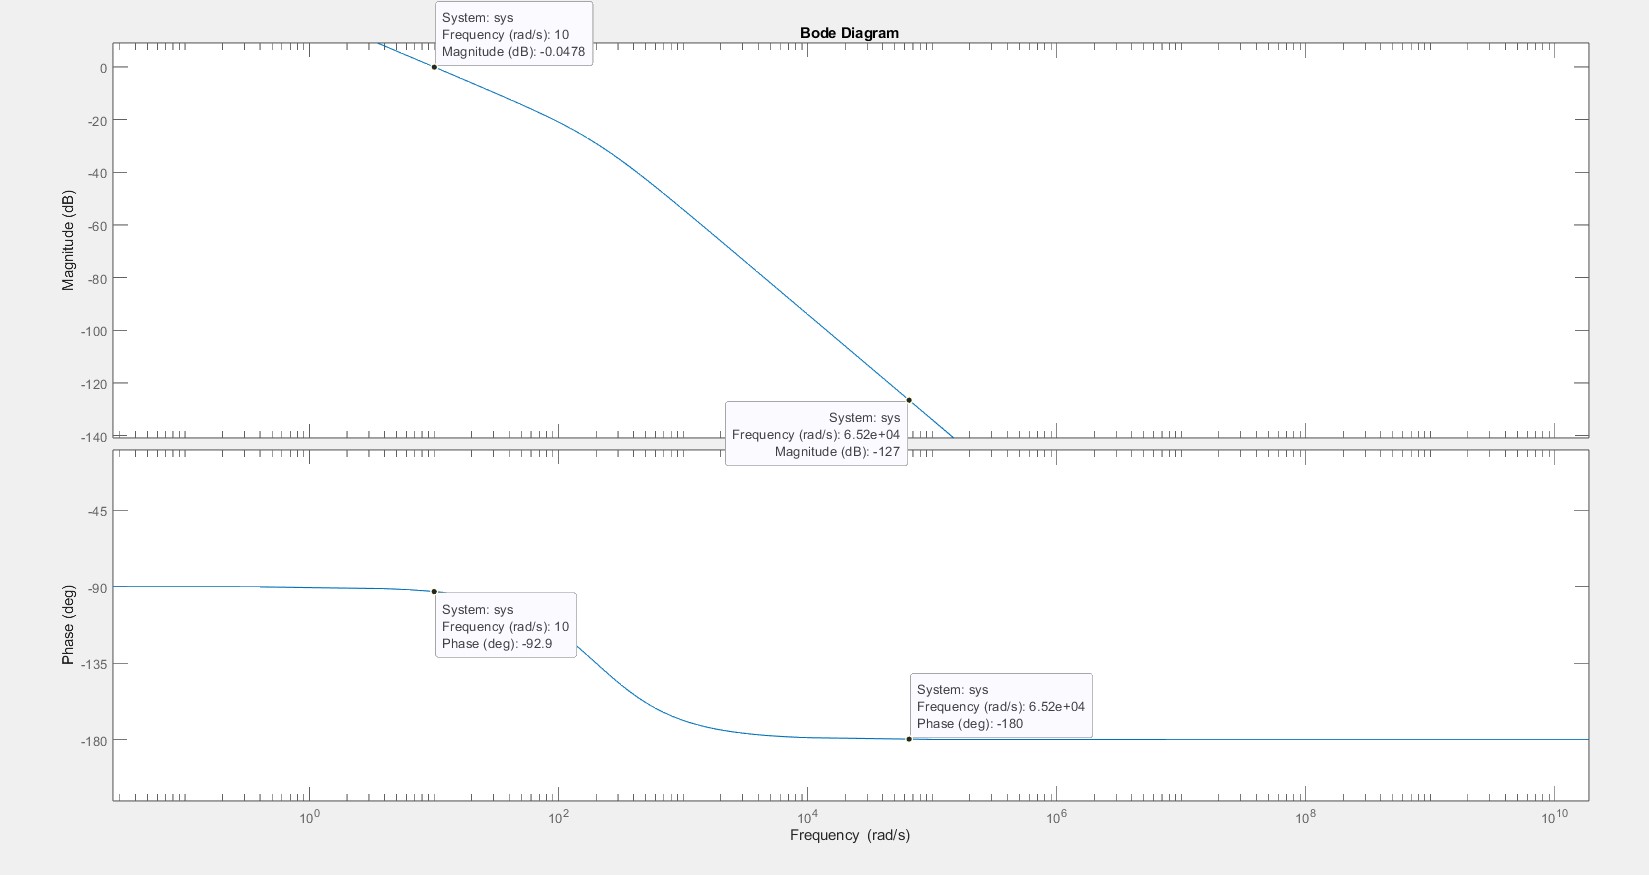 System: sys
Frequency (rad/s): 10
Magnitude (dB): -0.0478
Bode Diagram
0
-20
-40
-60
-80
-100
-120
-140
Magnitude (dB)
System: sys
Frequency (rad/s): 6.52e+04
Magnitude (dB): -127
-45
-90
-135
-180
Phase (deg)
System: sys
Frequency (rad/s): 10
Phase (deg): -92.9
System: sys
Frequency (rad/s): 6.52e+04
Phase (deg): -180
10^0 10^2 10^4 10^6 10^8 10^10
Frequency (rad/s)